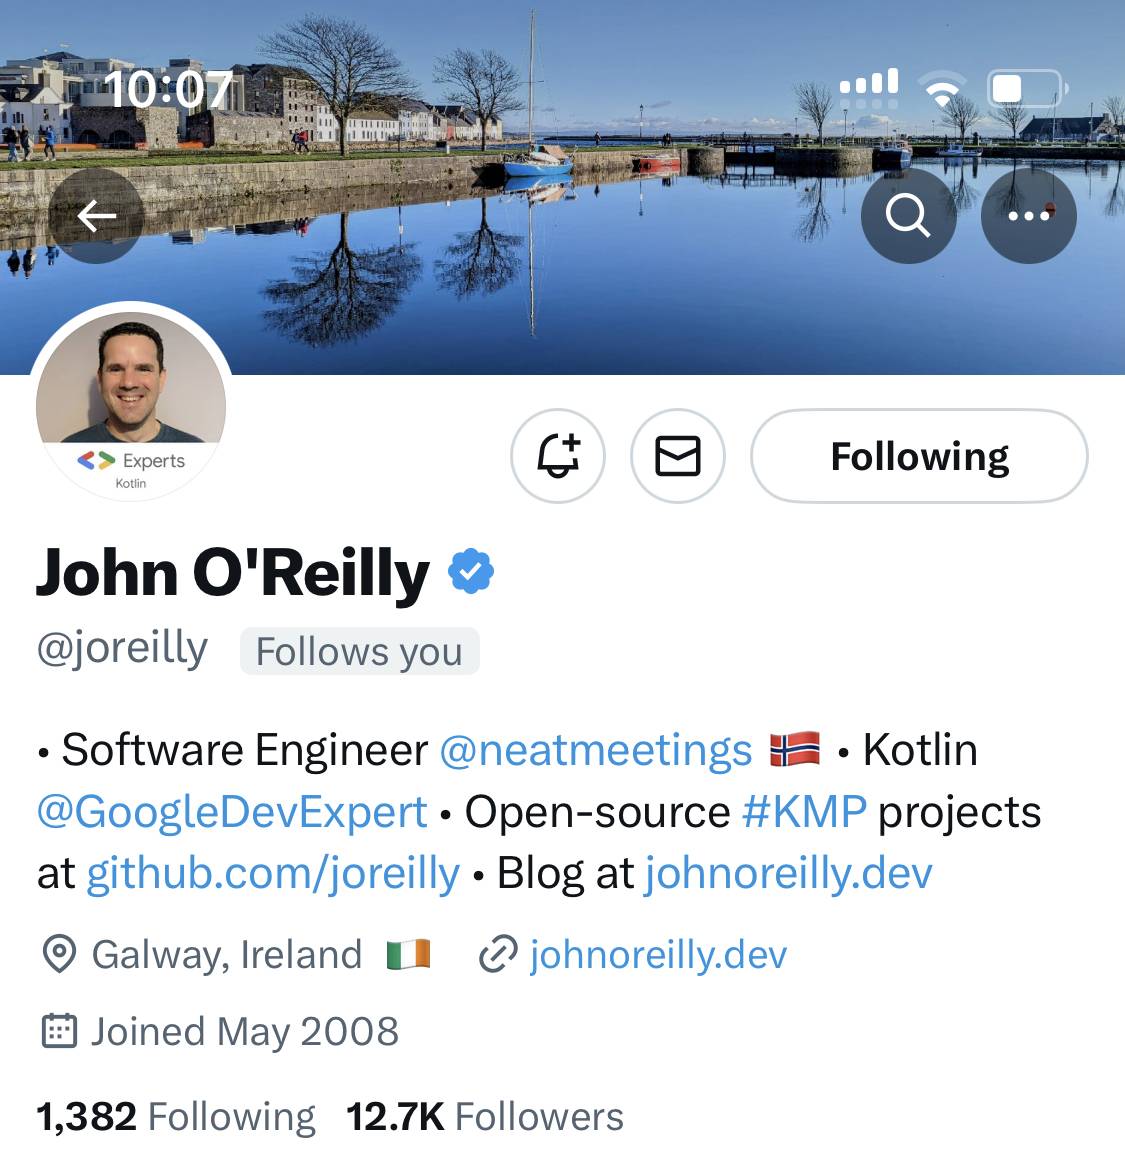 10:07
Experts
Kotlin
Following
John O'Reilly
@joreilly Follows you
• Software Engineer @neatmeetings 🇳🇴 • Kotlin
@GoogleDevExpert • Open-source #KMP projects
at github.com/joreilly • Blog at johnoreilly.dev
Galway, Ireland 🇮🇪 johnoreilly.dev
Joined May 2008
1,382 Following 12.7K Followers